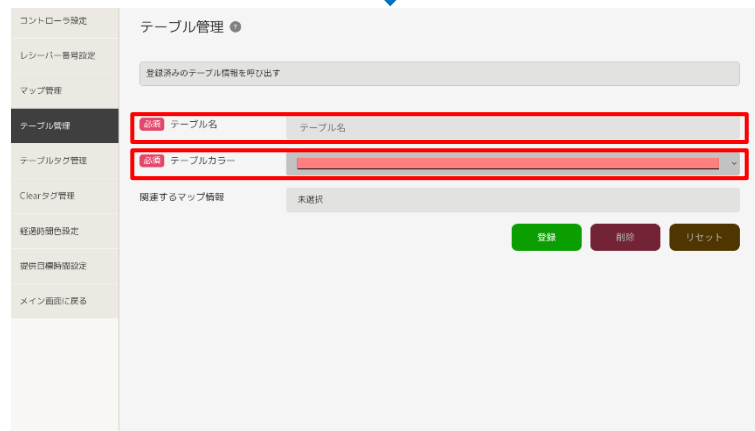 コントローラ設定
レシーバー番号設定
マップ管理
テーブル管理
テーブルタグ管理
Clearタグ管理
経過時間色設定
提供目標時間設定
メイン画面に戻る
テーブル管理 ?
登録済みのテーブル情報を呼び出す
必須 テーブル名
テーブル名
必須 テーブルカラー
関連するマップ情報
未選択
登録
削除
リセット